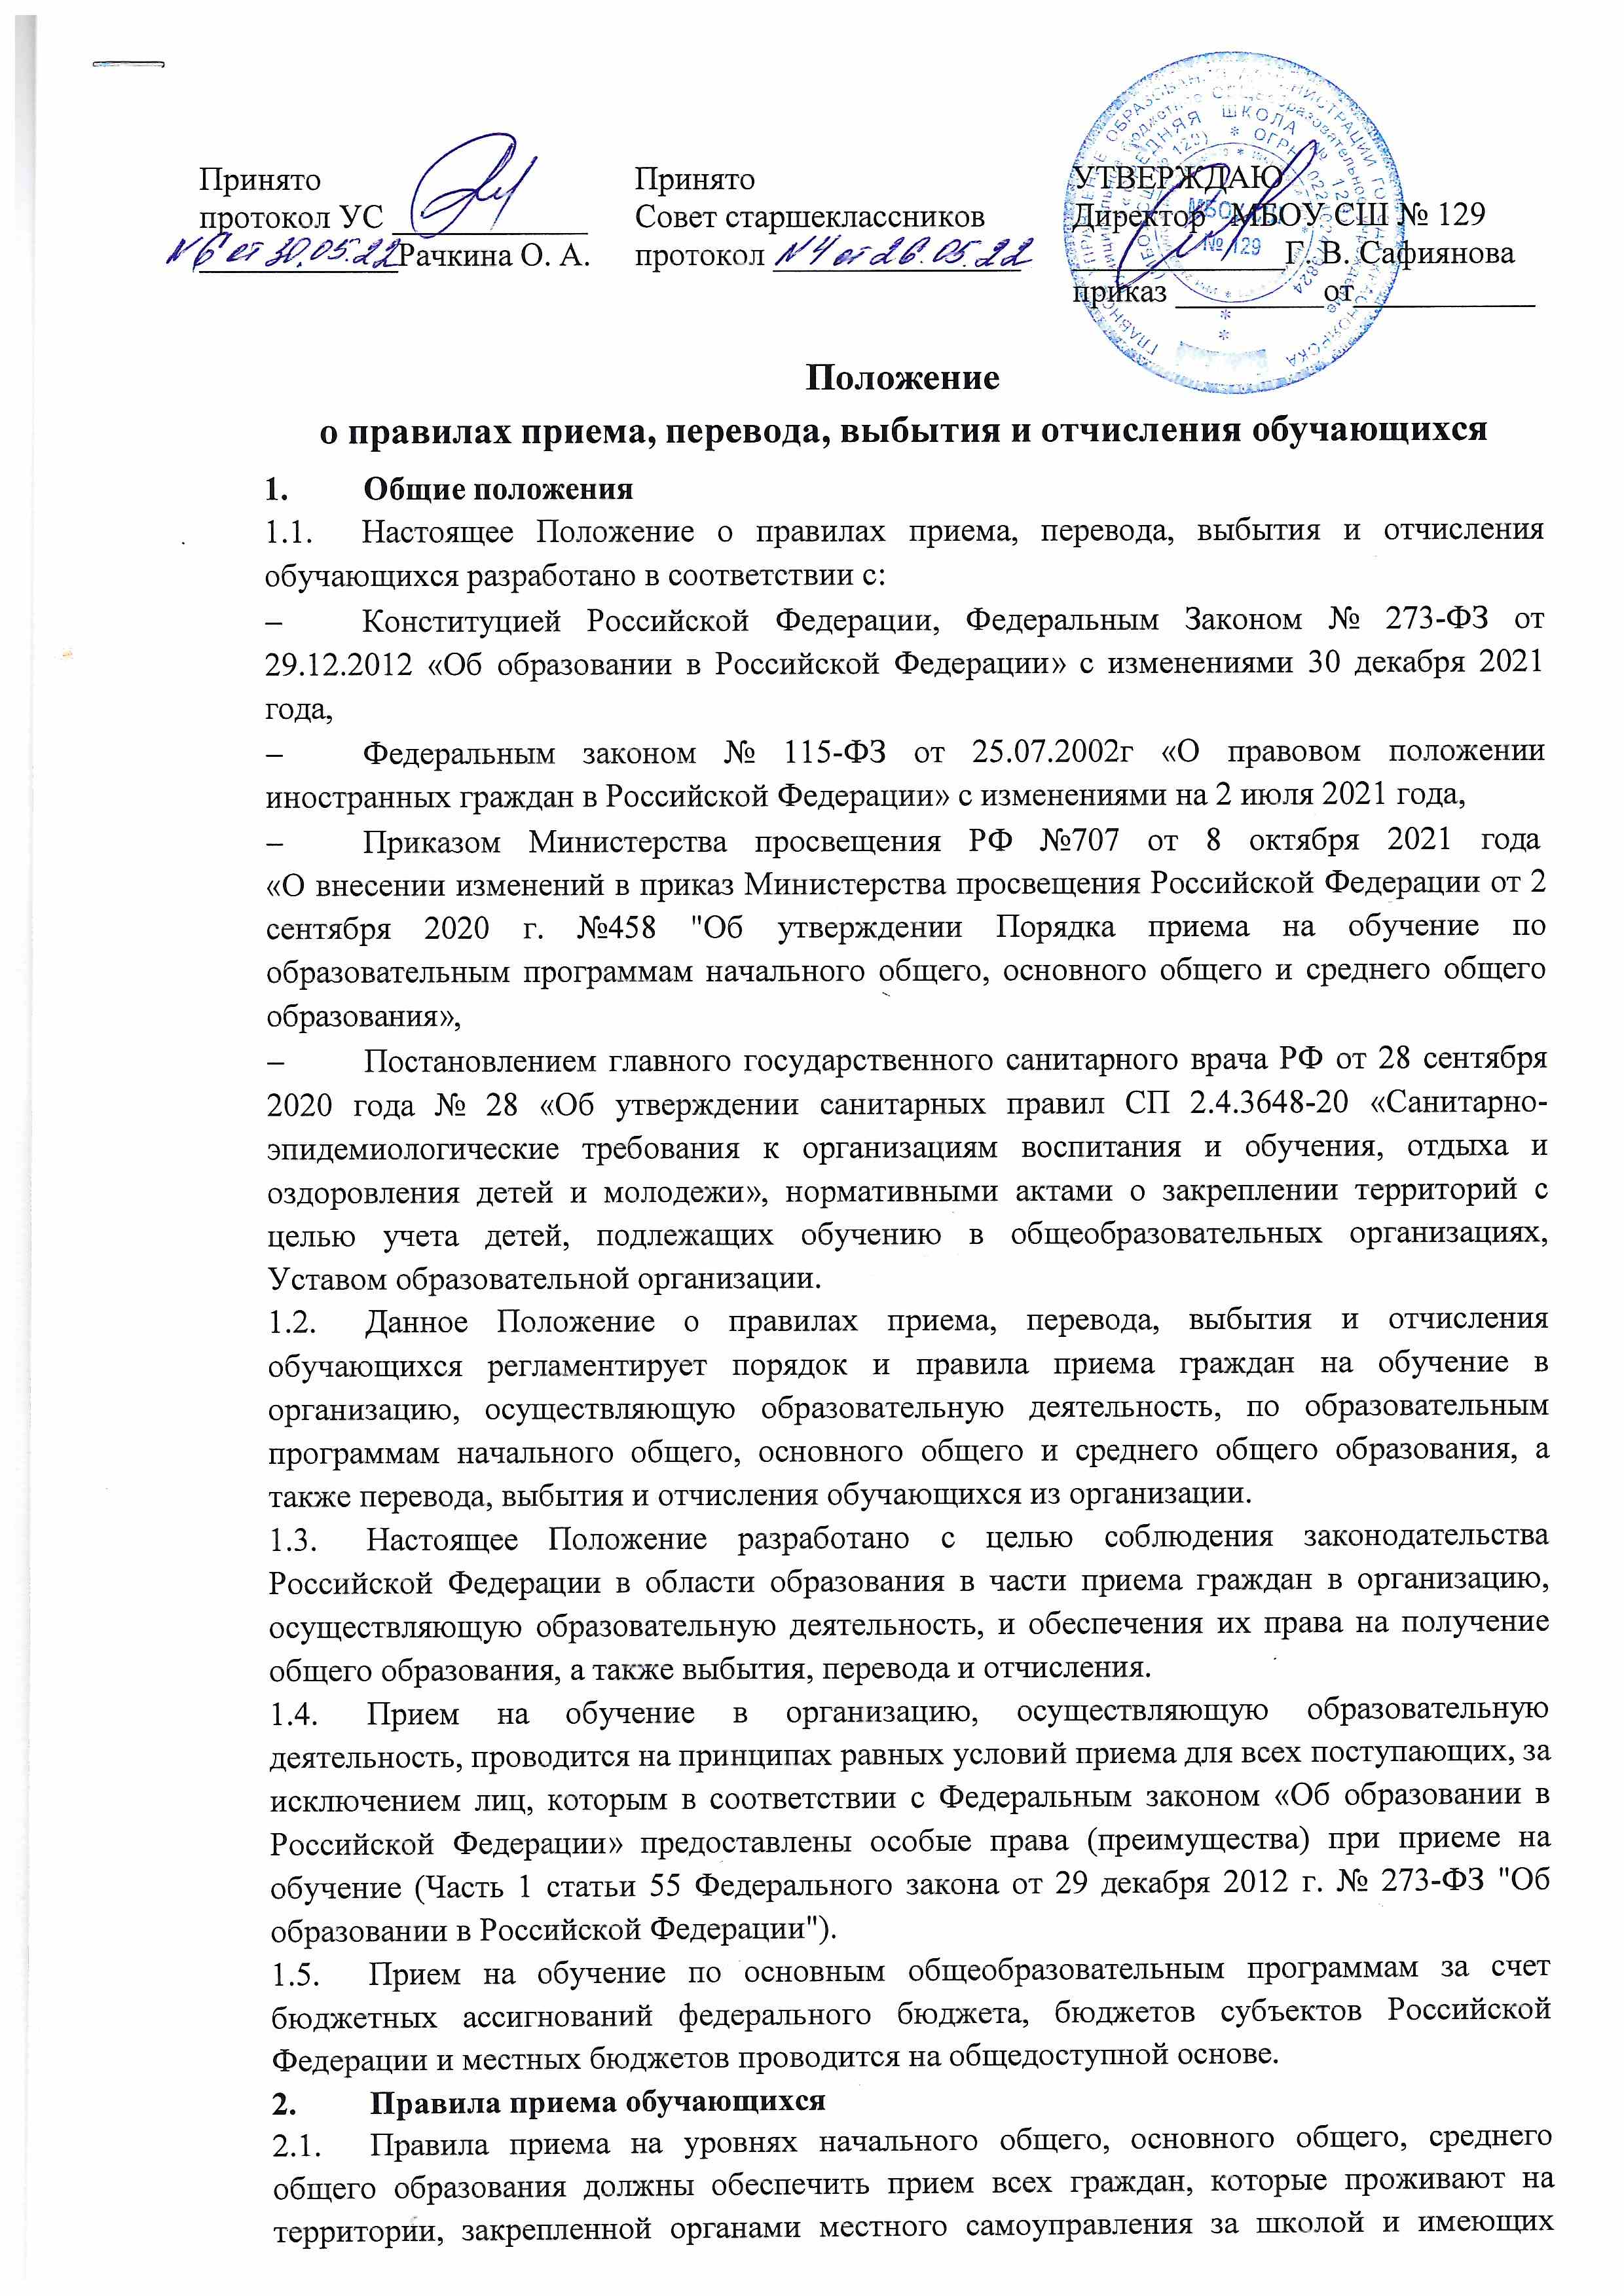 Принято
протокол УС
№6 от 30.05.22 Рачкина О. А.
Принято
Совет старшеклассников
протокол №4 от 26.05.22
УТВЕРЖДАЮ
Директор МБОУ СШ № 129
Г. В. Сафиянова
приказ ________ от ________
Положение
о правилах приема, перевода, выбытия и отчисления обучающихся
1. Общие положения
1.1. Настоящее Положение о правилах приема, перевода, выбытия и отчисления
обучающихся разработано в соответствии с:
– Конституцией Российской Федерации, Федеральным Законом № 273-ФЗ от
29.12.2012 «Об образовании в Российской Федерации» с изменениями 30 декабря 2021
года,
– Федеральным законом № 115-ФЗ от 25.07.2002г «О правовом положении
иностранных граждан в Российской Федерации» с изменениями на 2 июля 2021 года,
– Приказом Министерства просвещения РФ №707 от 8 октября 2021 года
«О внесении изменений в приказ Министерства просвещения Российской Федерации от 2
сентября 2020 г. №458 "Об утверждении Порядка приема на обучение по
образовательным программам начального общего, основного общего и среднего общего
образования»,
– Постановлением главного государственного санитарного врача РФ от 28 сентября
2020 года № 28 «Об утверждении санитарных правил СП 2.4.3648-20 «Санитарно-
эпидемиологические требования к организациям воспитания и обучения, отдыха и
оздоровления детей и молодежи», нормативными актами о закреплении территорий с
целью учета детей, подлежащих обучению в общеобразовательных организациях,
Уставом образовательной организации.
1.2. Данное Положение о правилах приема, перевода, выбытия и отчисления
обучающихся регламентирует порядок и правила приема граждан на обучение в
организацию, осуществляющую образовательную деятельность, по образовательным
программам начального общего, основного общего и среднего общего образования, а
также перевода, выбытия и отчисления обучающихся из организации.
1.3. Настоящее Положение разработано с целью соблюдения законодательства
Российской Федерации в области образования в части приема граждан в организацию,
осуществляющую образовательную деятельность, и обеспечения их права на получение
общего образования, а также выбытия, перевода и отчисления.
1.4. Прием на обучение в организацию, осуществляющую образовательную
деятельность, проводится на принципах равных условий приема для всех поступающих, за
исключением лиц, которым в соответствии с Федеральным законом «Об образовании в
Российской Федерации» предоставлены особые права (преимущества) при приеме на
обучение (Часть 1 статьи 55 Федерального закона от 29 декабря 2012 г. № 273-ФЗ "Об
образовании в Российской Федерации").
1.5. Прием на обучение по основным общеобразовательным программам за счет
бюджетных ассигнований федерального бюджета, бюджетов субъектов Российской
Федерации и местных бюджетов проводится на общедоступной основе.
2. Правила приема обучающихся
2.1. Правила приема на уровнях начального общего, основного общего, среднего
общего образования должны обеспечить прием всех граждан, которые проживают на
территории, закрепленной органами местного самоуправления за школой и имеющих